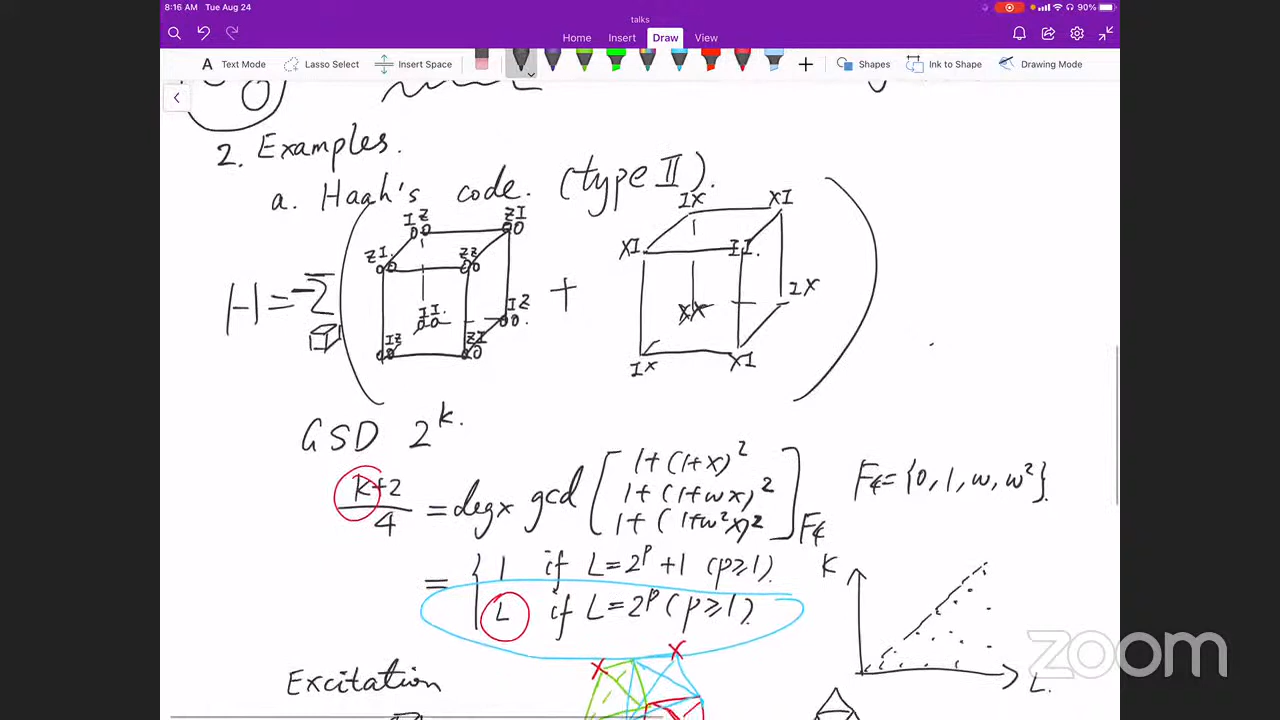 8:16 AM Tue Aug 24
90%
talks
Home Insert Draw View
Text Mode Lasso Select Insert Space Shapes Ink to Shape Drawing Mode
2. Examples.
a. Haah's code. (type II).
IZ ZI IX XI
ZI ZZ XI II.
H = -Σ ( + )
II. IZ XX IX
IZ ZI IX XI
GSD 2^k.
(k+2)/4 = deg_x gcd [ 1+(1+x)^2
1+(1+wx)^2
1+(1+w^2x)^2 ]_F4
F4 = {0, 1, w, w^2}.
= { 1 if L=2^p+1 (p≥1).
L if L=2^p (p≥1)
K
L.
Excitation
x x
zoom